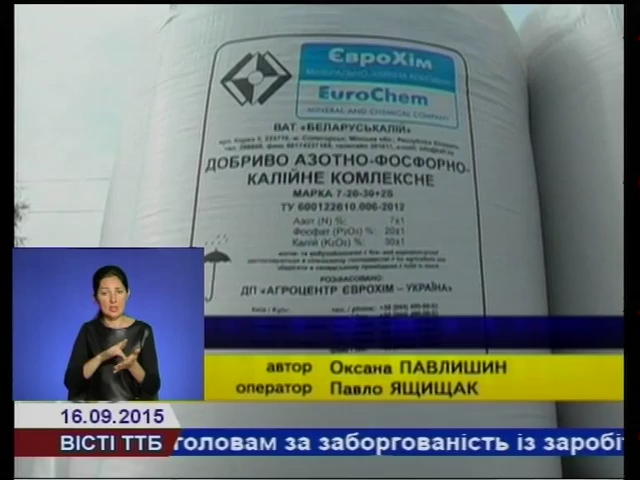 ЄвроХім
EuroChem
MINERAL AND CHEMICAL COMPANY
ВАТ «БЕЛАРУСЬКАЛІЙ»
ДОБРИВО АЗОТНО-ФОСФОРНО-
КАЛІЙНЕ КОМЛЕКСНЕ
МАРКА 7-20-30+2S
ТУ 600122610.006-2012
Азот (N) %: 7±1
Фосфат (P₂O₅) %: 20±1
Калій (K₂O) %: 30±1
РОЗФАСОВАНО:
ДП «АГРОЦЕНТР ЄВРОХІМ – УКРАЇНА»
автор Оксана ПАВЛИШИН
оператор Павло ЯЩИЩАК
16.09.2015
ВІСТІ ТТБ головам за заборгованість із заробіт